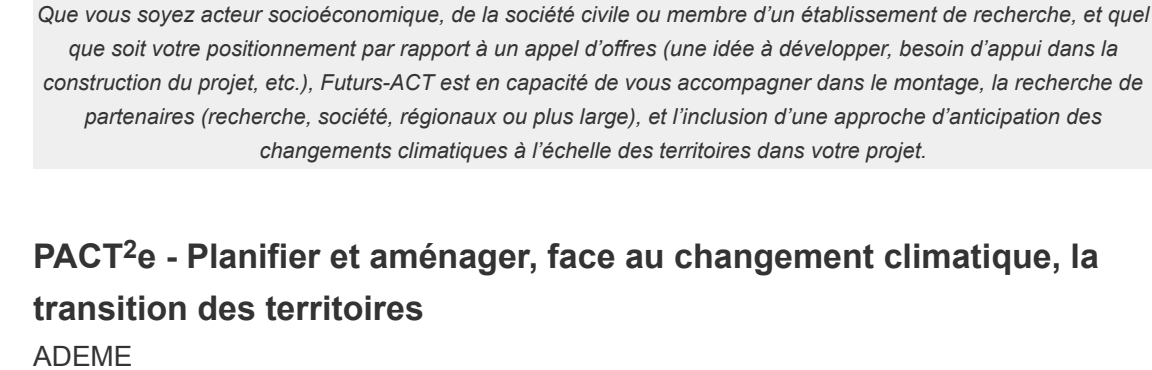 Que vous soyez acteur socioéconomique, de la société civile ou membre d’un établissement de recherche, et quel
que soit votre positionnement par rapport à un appel d’offres (une idée à développer, besoin d’appui dans la
construction du projet, etc.), Futurs-ACT est en capacité de vous accompagner dans le montage, la recherche de
partenaires (recherche, société, régionaux ou plus large), et l’inclusion d’une approche d’anticipation des
changements climatiques à l’échelle des territoires dans votre projet.
PACT²e - Planifier et aménager, face au changement climatique, la
transition des territoires
ADEME